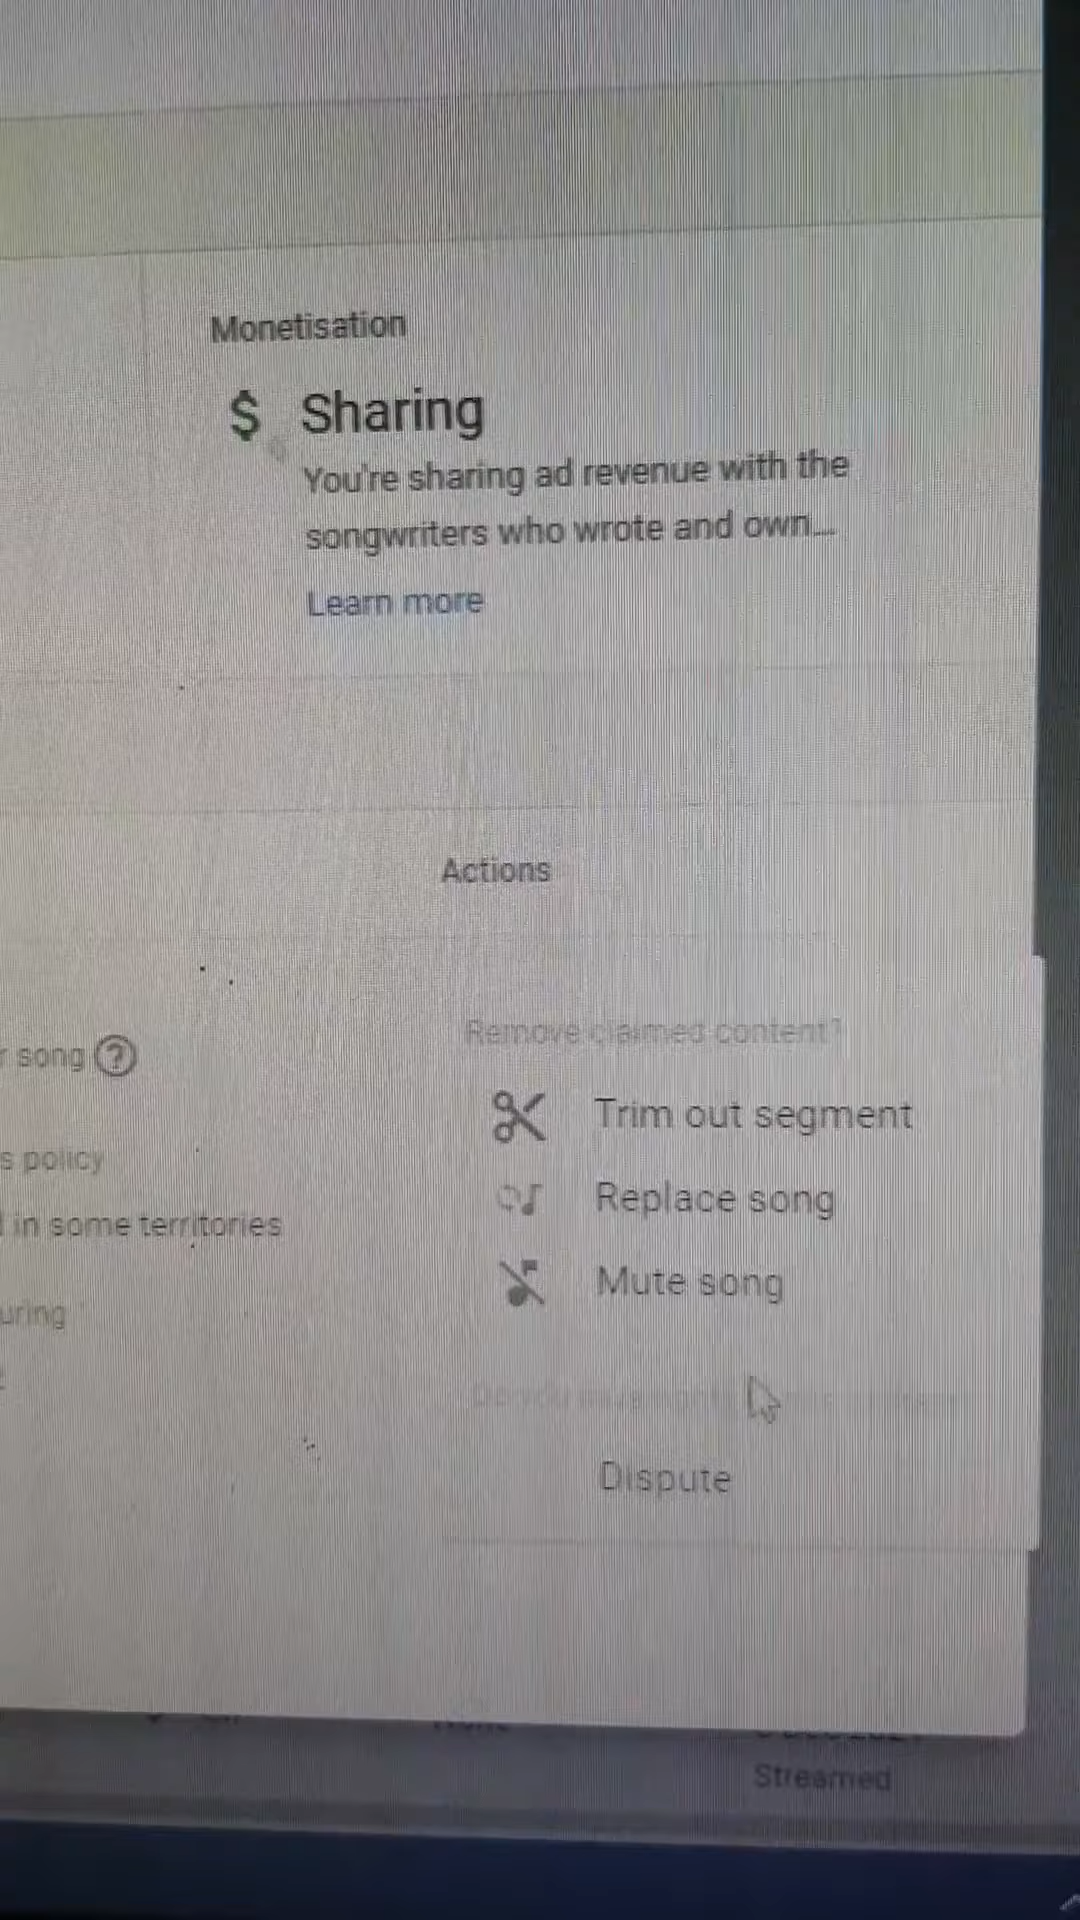 Monetisation
$ Sharing
You're sharing ad revenue with the
songwriters who wrote and own...
Learn more
Actions
song ?
Remove claimed content?
Trim out segment
s policy
Replace song
in some territories
Mute song
uring
Dispute
None
Streamed